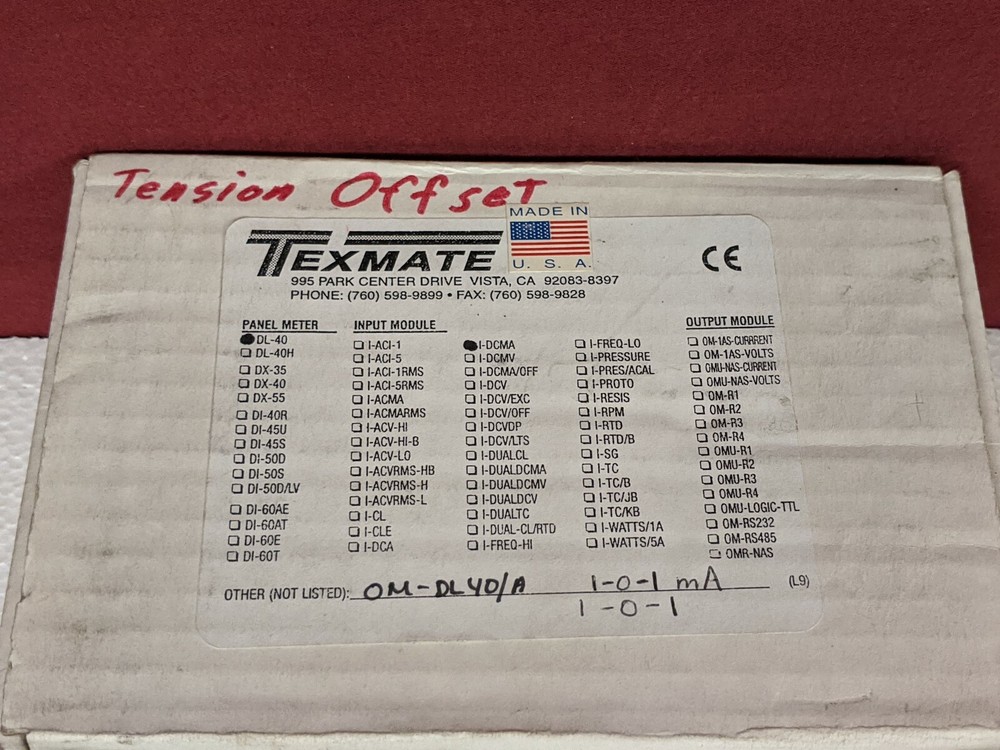 Tension Offset
MADE IN
U. S. A.
TEXMATE
CE
995 PARK CENTER DRIVE VISTA, CA 92083-8397
PHONE: (760) 598-9899 • FAX: (760) 598-9828
PANEL METER
DL-40
DL-40H
DX-35
DX-40
DX-55
DI-40R
DI-45U
DI-45S
DI-50D
DI-50S
DI-50D/LV
DI-60AE
DI-60AT
DI-60E
DI-60T
INPUT MODULE
I-ACI-1
I-ACI-5
I-ACI-1RMS
I-ACI-5RMS
I-ACMA
I-ACMARMS
I-ACV-HI
I-ACV-HI-B
I-ACV-LO
I-ACVRMS-HB
I-ACVRMS-H
I-ACVRMS-L
I-CL
I-CLE
I-DCA
I-DCMA
I-DCMV
I-DCMA/OFF
I-DCV
I-DCV/EXC
I-DCV/OFF
I-DCVDP
I-DCV/LTS
I-DUALCL
I-DUALDCMA
I-DUALDCMV
I-DUALDCV
I-DUALTC
I-DUAL-CL/RTD
I-FREQ-HI
I-FREQ-LO
I-PRESSURE
I-PRES/ACAL
I-PROTO
I-RESIS
I-RPM
I-RTD
I-RTD/B
I-SG
I-TC
I-TC/B
I-TC/JB
I-TC/KB
I-WATTS/1A
I-WATTS/5A
OUTPUT MODULE
OM-1AS-CURRRENT
OM-1AS-VOLTS
OMU-NAS-CURRENT
OMU-NAS-VOLTS
OM-R1
OM-R2
OM-R3
OM-R4
OMU-R1
OMU-R2
OMU-R3
OMU-R4
OMU-LOGIC-TTL
OM-RS232
OM-RS485
OMR-NAS
OTHER (NOT LISTED): OM-DL40/A 1-0-1 mA (L9)
1-0-1